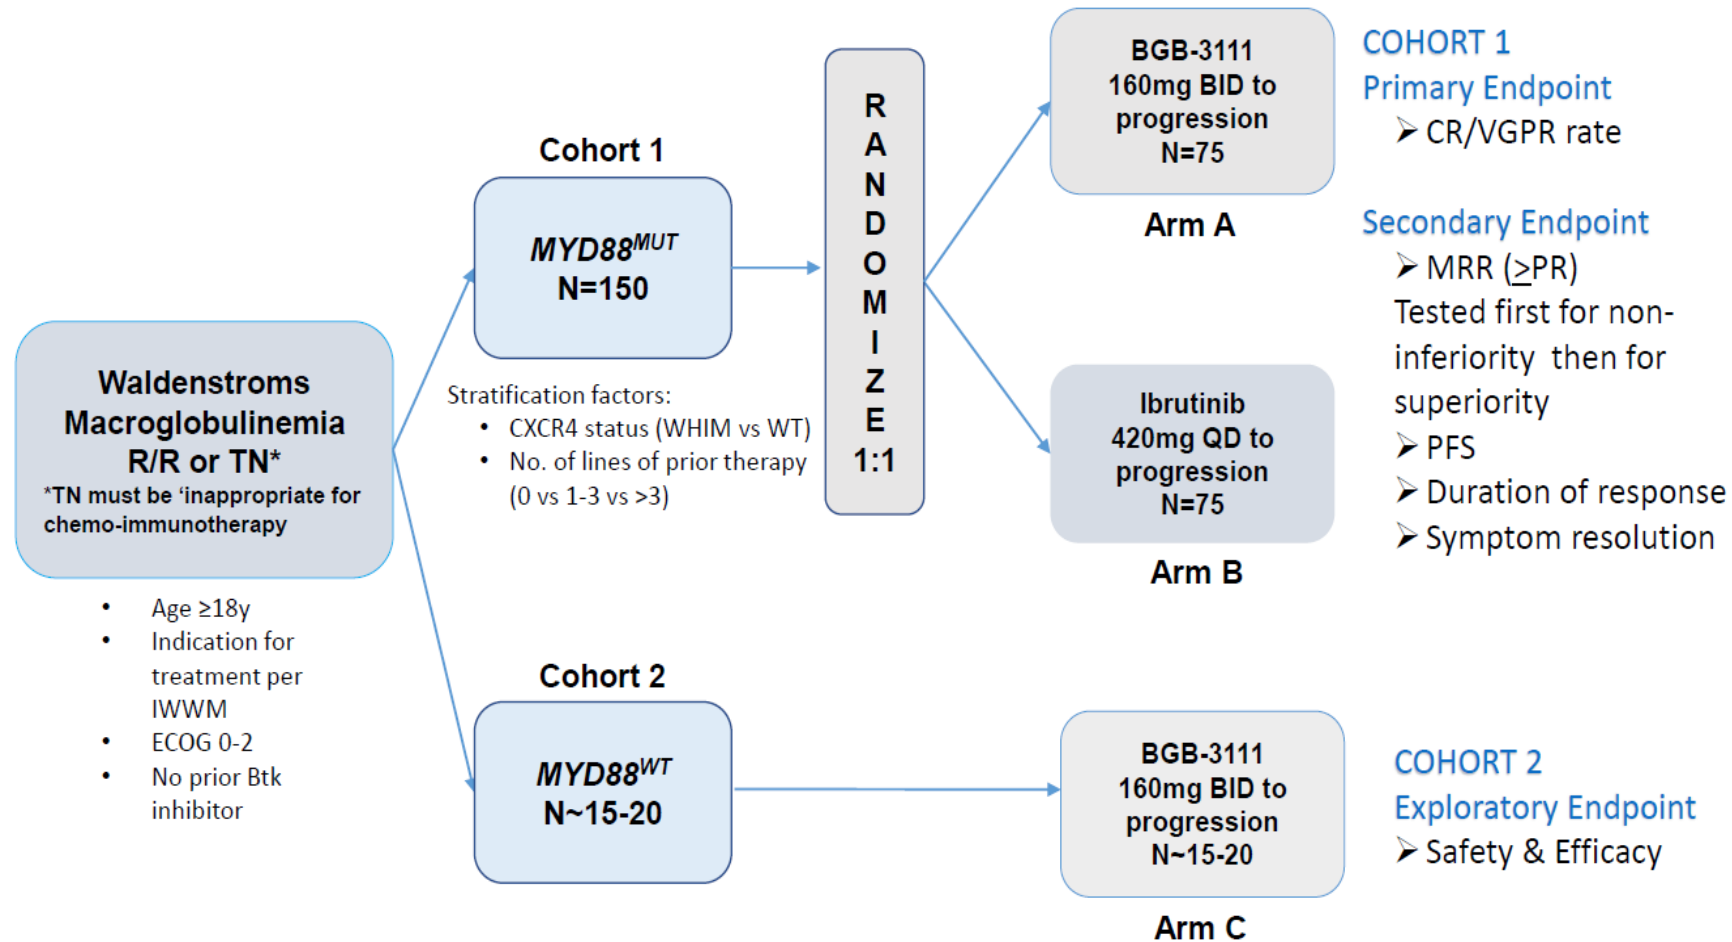 Waldenstroms
Macroglobulinemia
R/R or TN*
*TN must be ‘inappropriate for
chemo-immunotherapy
• Age ≥18y
• Indication for
treatment per
IWWM
• ECOG 0-2
• No prior Btk
inhibitor
Cohort 1
MYD88^MUT
N=150
Stratification factors:
• CXCR4 status (WHIM vs WT)
• No. of lines of prior therapy
(0 vs 1-3 vs >3)
Cohort 2
MYD88^WT
N~15-20
R
A
N
D
O
M
I
Z
E
1:1
BGB-3111
160mg BID to
progression
N=75
Arm A
Ibrutinib
420mg QD to
progression
N=75
Arm B
BGB-3111
160mg BID to
progression
N~15-20
Arm C
COHORT 1
Primary Endpoint
➢ CR/VGPR rate
Secondary Endpoint
➢ MRR (≥PR)
Tested first for non-
inferiority then for
superiority
➢ PFS
➢ Duration of response
➢ Symptom resolution
COHORT 2
Exploratory Endpoint
➢ Safety & Efficacy